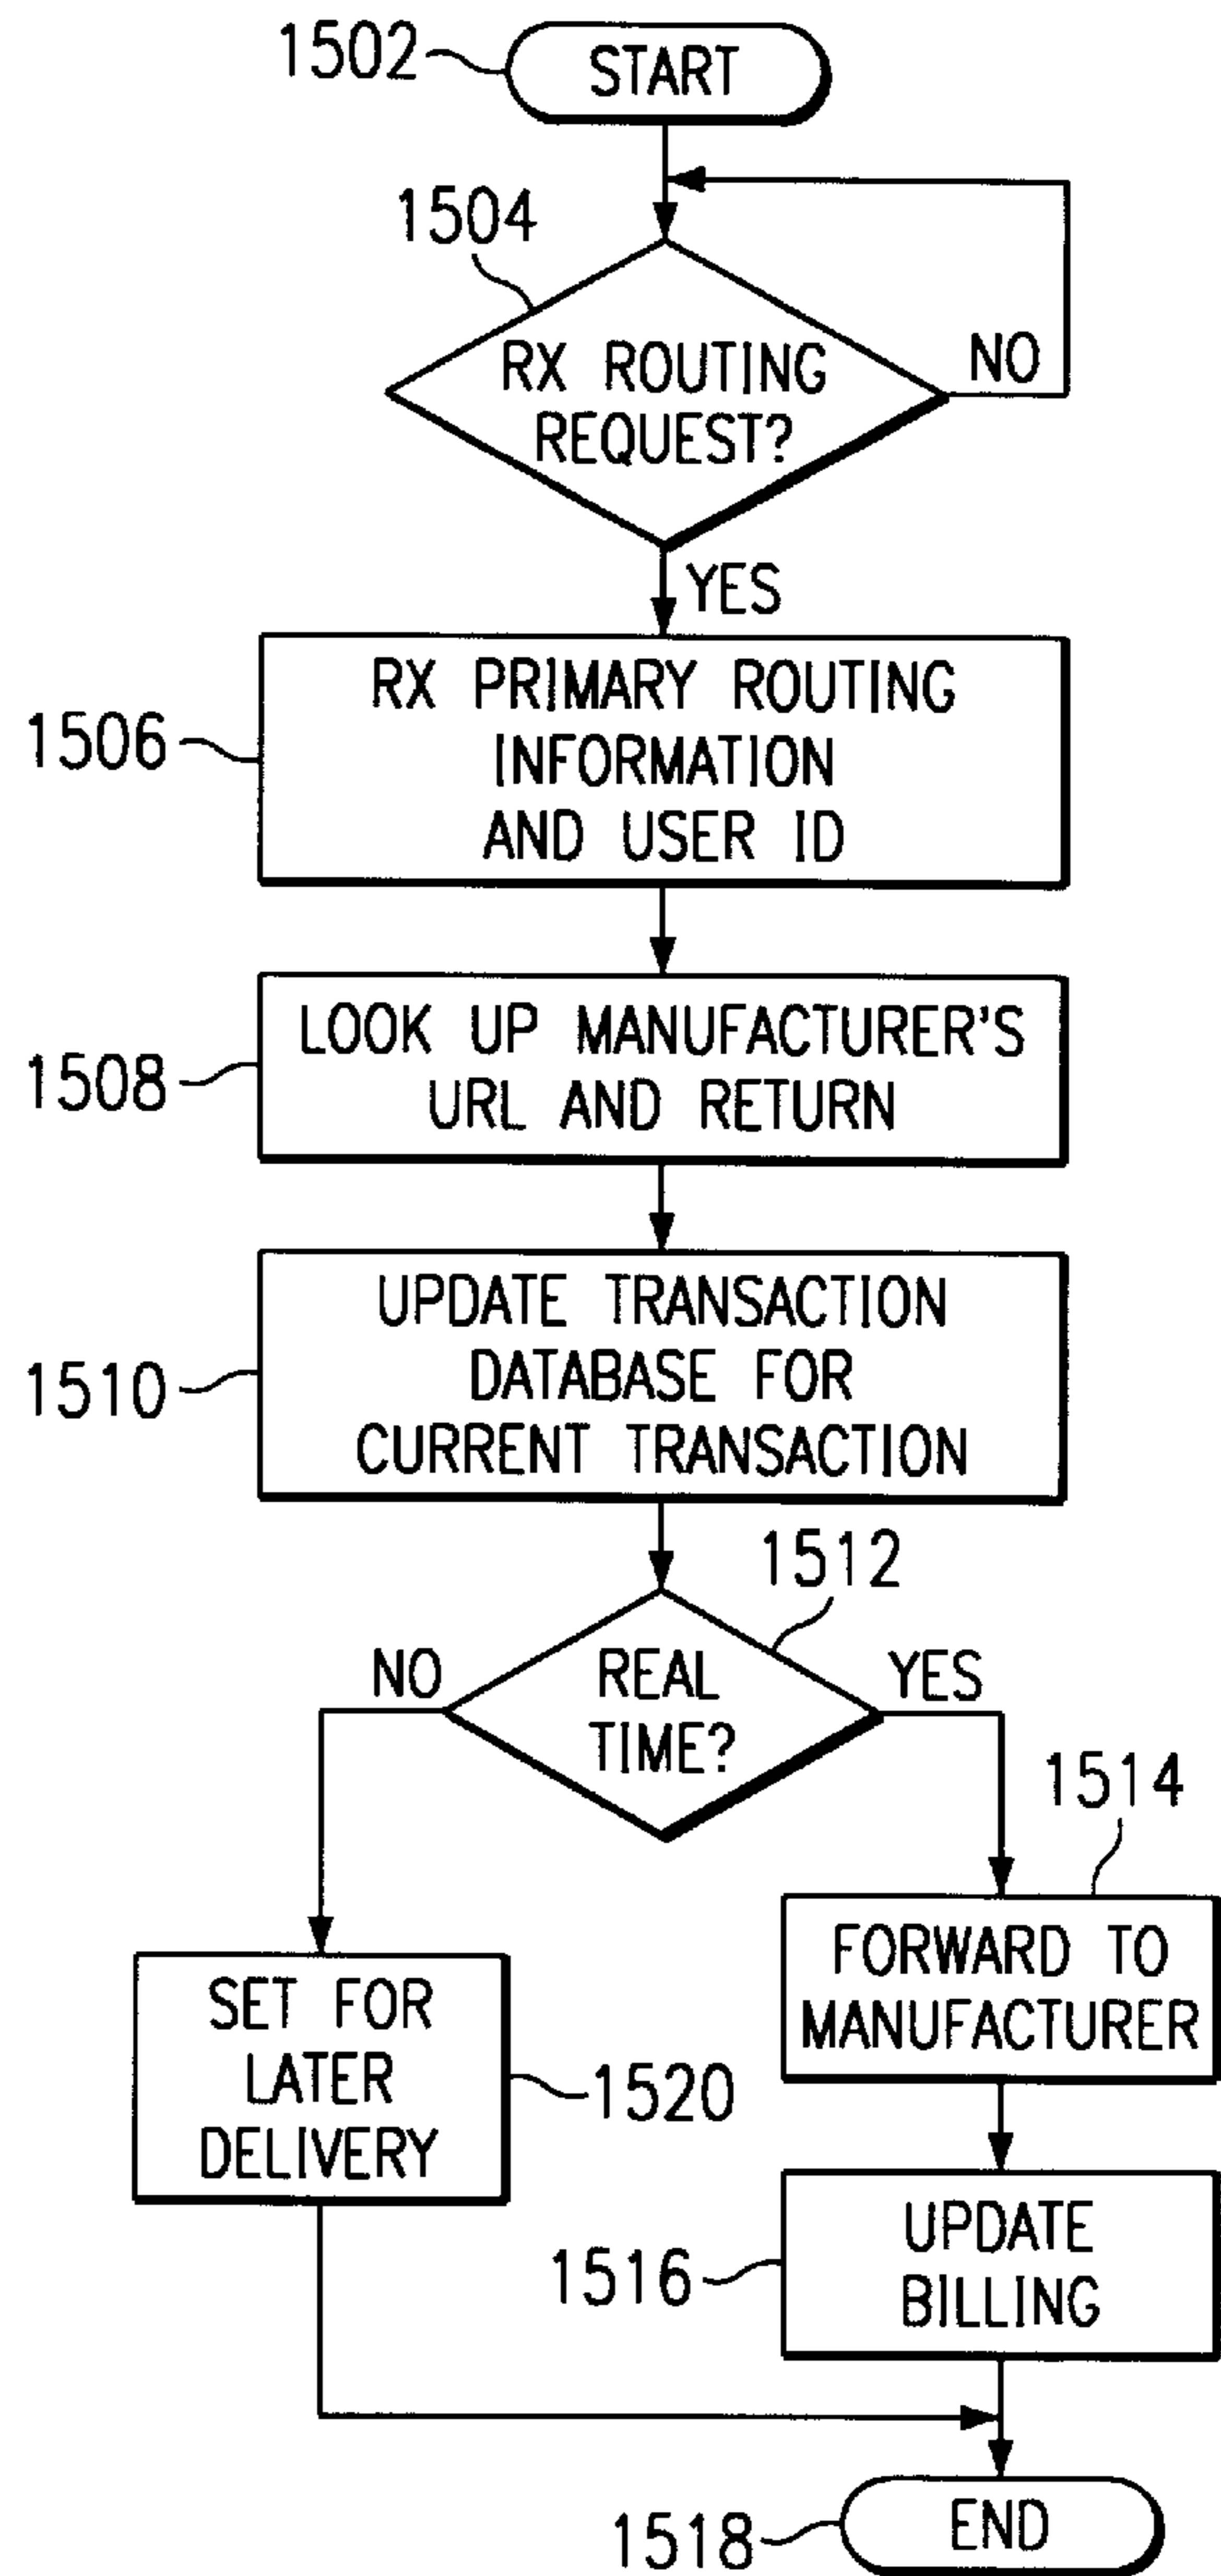 1502
START
1504
RX ROUTING
REQUEST?
NO
YES
1506
RX PRIMARY ROUTING
INFORMATION
AND USER ID
1508
LOOK UP MANUFACTURER'S
URL AND RETURN
1510
UPDATE TRANSACTION
DATABASE FOR
CURRENT TRANSACTION
1512
NO
REAL
TIME?
YES
1514
FORWARD TO
MANUFACTURER
SET FOR
LATER
DELIVERY
1520
1516
UPDATE
BILLING
1518
END